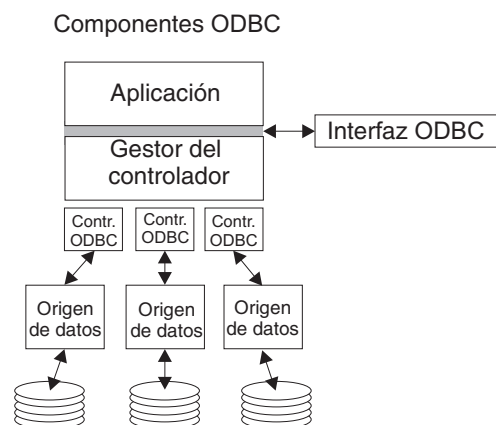 Componentes ODBC
Aplicación
Interfaz ODBC
Gestor del
controlador
Contr.
ODBC
Contr.
ODBC
Contr.
ODBC
Origen
de datos
Origen
de datos
Origen
de datos